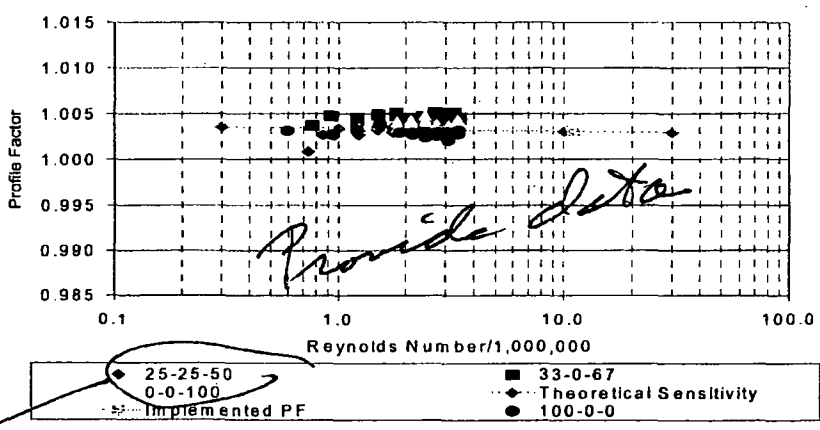 1.015
1.010
1.005
1.000
0.995
0.990
0.985
Profile Factor
Provide data
0.1 1.0 10.0 100.0
Reynolds Number/1,000,000
25-25-50 33-0-67
0-0-100 Theoretical Sensitivity
Implemented PF 100-0-0